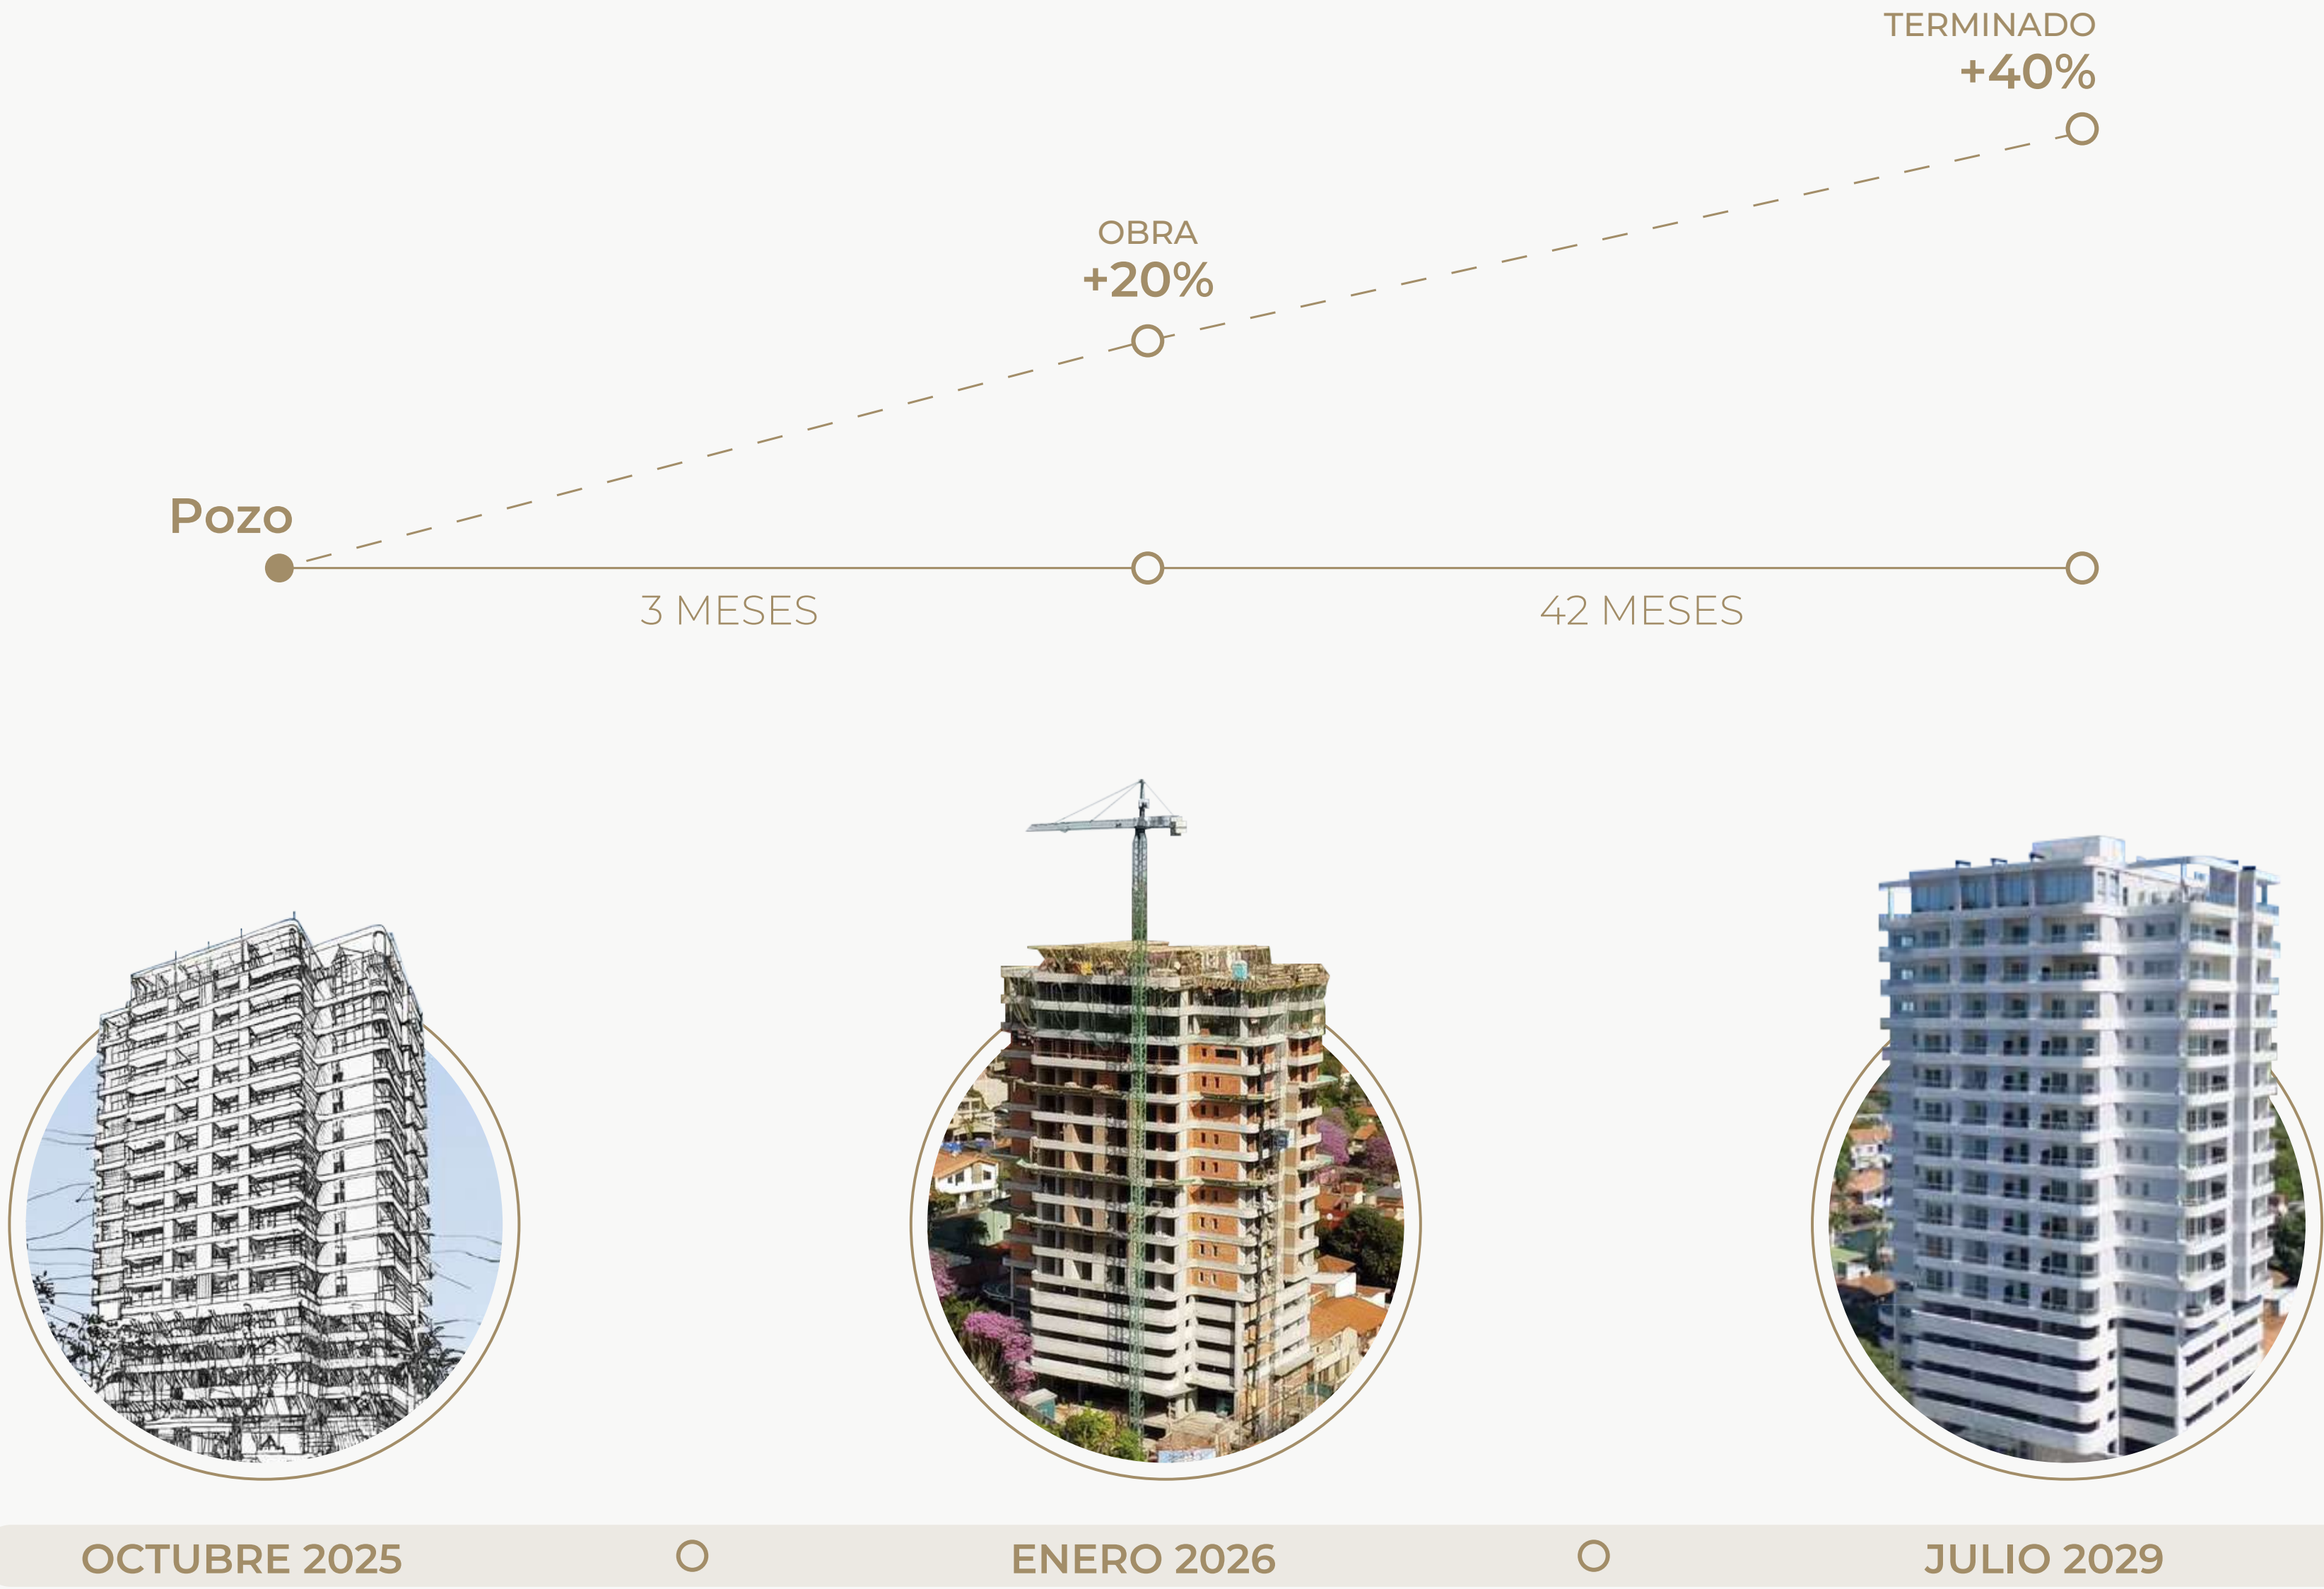 TERMINADO
+40%
OBRA
+20%
Pozo
3 MESES
42 MESES
OCTUBRE 2025
ENERO 2026
JULIO 2029